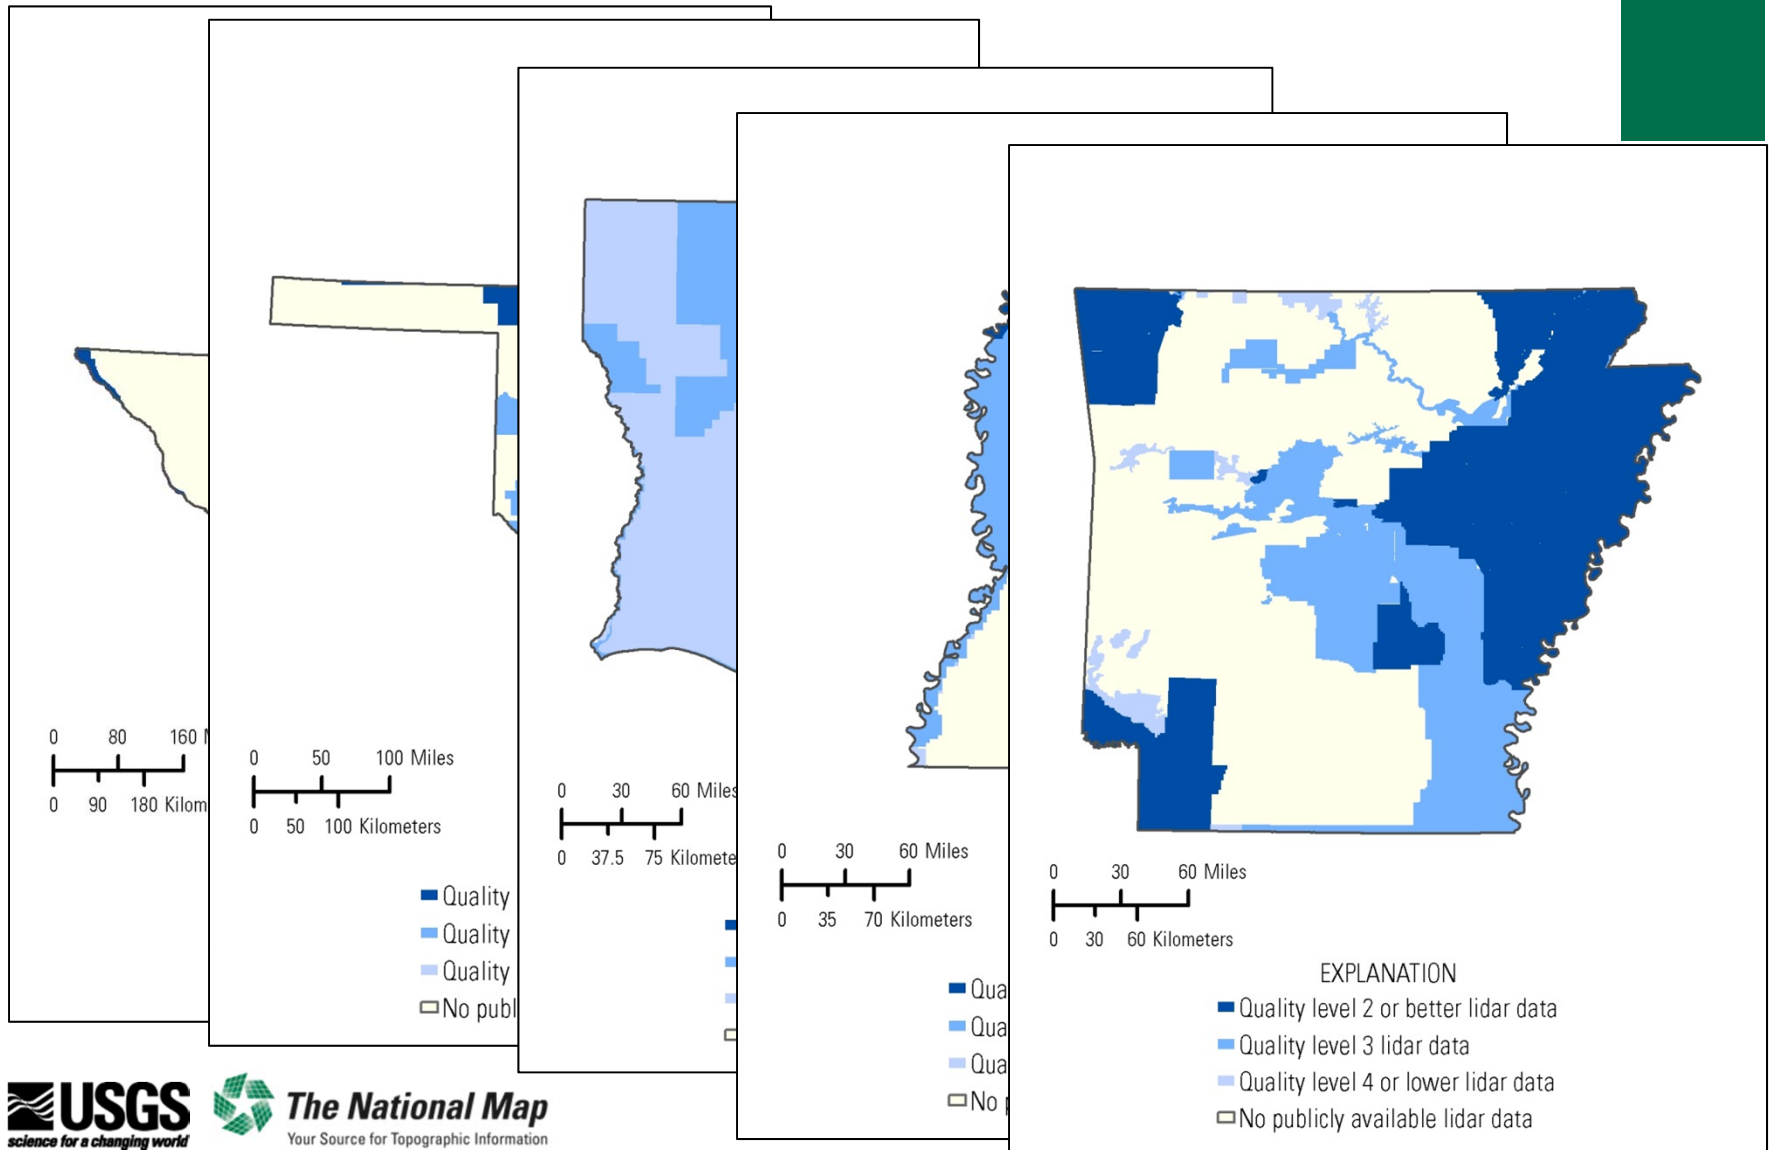 0 80 160
0 90 180 Kilom
0 50 100 Miles
0 50 100 Kilometers
Quality
Quality
Quality
No publ
0 30 60 Miles
0 37.5 75 Kilomete
0 30 60 Miles
0 35 70 Kilometers
Qua
Qua
Qua
No
0 30 60 Miles
0 30 60 Kilometers
EXPLANATION
Quality level 2 or better lidar data
Quality level 3 lidar data
Quality level 4 or lower lidar data
No publicly available lidar data
USGS
science for a changing world
The National Map
Your Source for Topographic Information